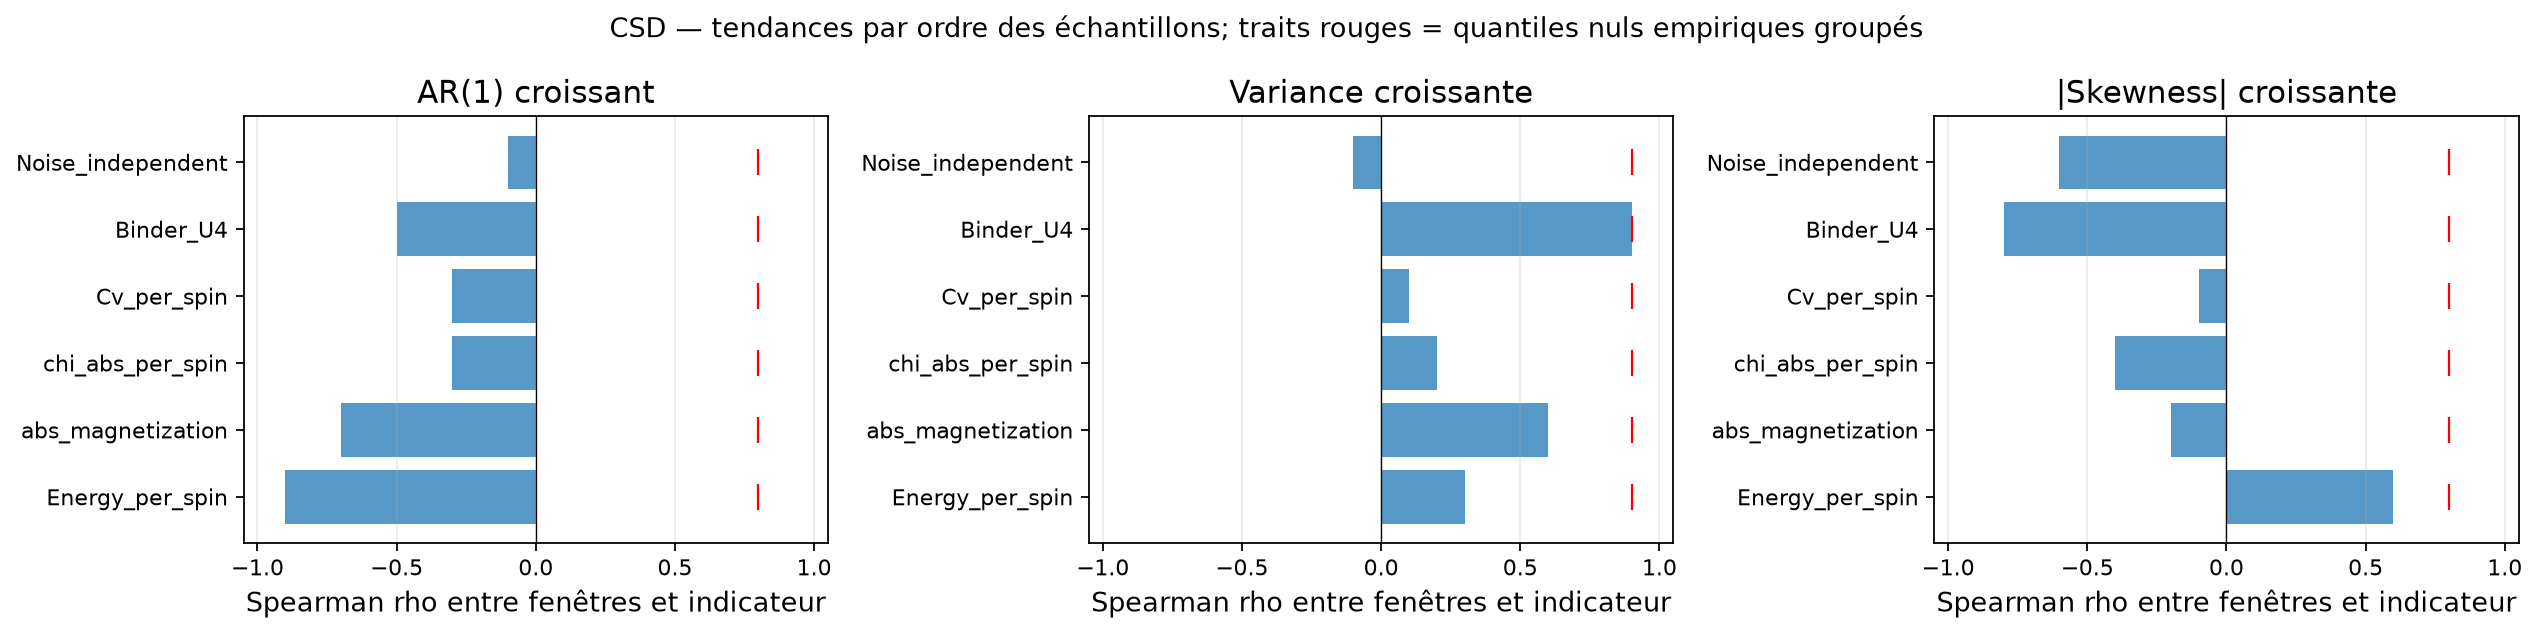 CSD — tendances par ordre des échantillons; traits rouges = quantiles nuls empiriques groupés
AR(1) croissant
Noise_independent
Binder_U4
Cv_per_spin
chi_abs_per_spin
abs_magnetization
Energy_per_spin
−1.0 −0.5 0.0 0.5 1.0
Spearman rho entre fenêtres et indicateur
Variance croissante
Noise_independent
Binder_U4
Cv_per_spin
chi_abs_per_spin
abs_magnetization
Energy_per_spin
−1.0 −0.5 0.0 0.5 1.0
Spearman rho entre fenêtres et indicateur
|Skewness| croissante
Noise_independent
Binder_U4
Cv_per_spin
chi_abs_per_spin
abs_magnetization
Energy_per_spin
−1.0 −0.5 0.0 0.5 1.0
Spearman rho entre fenêtres et indicateur